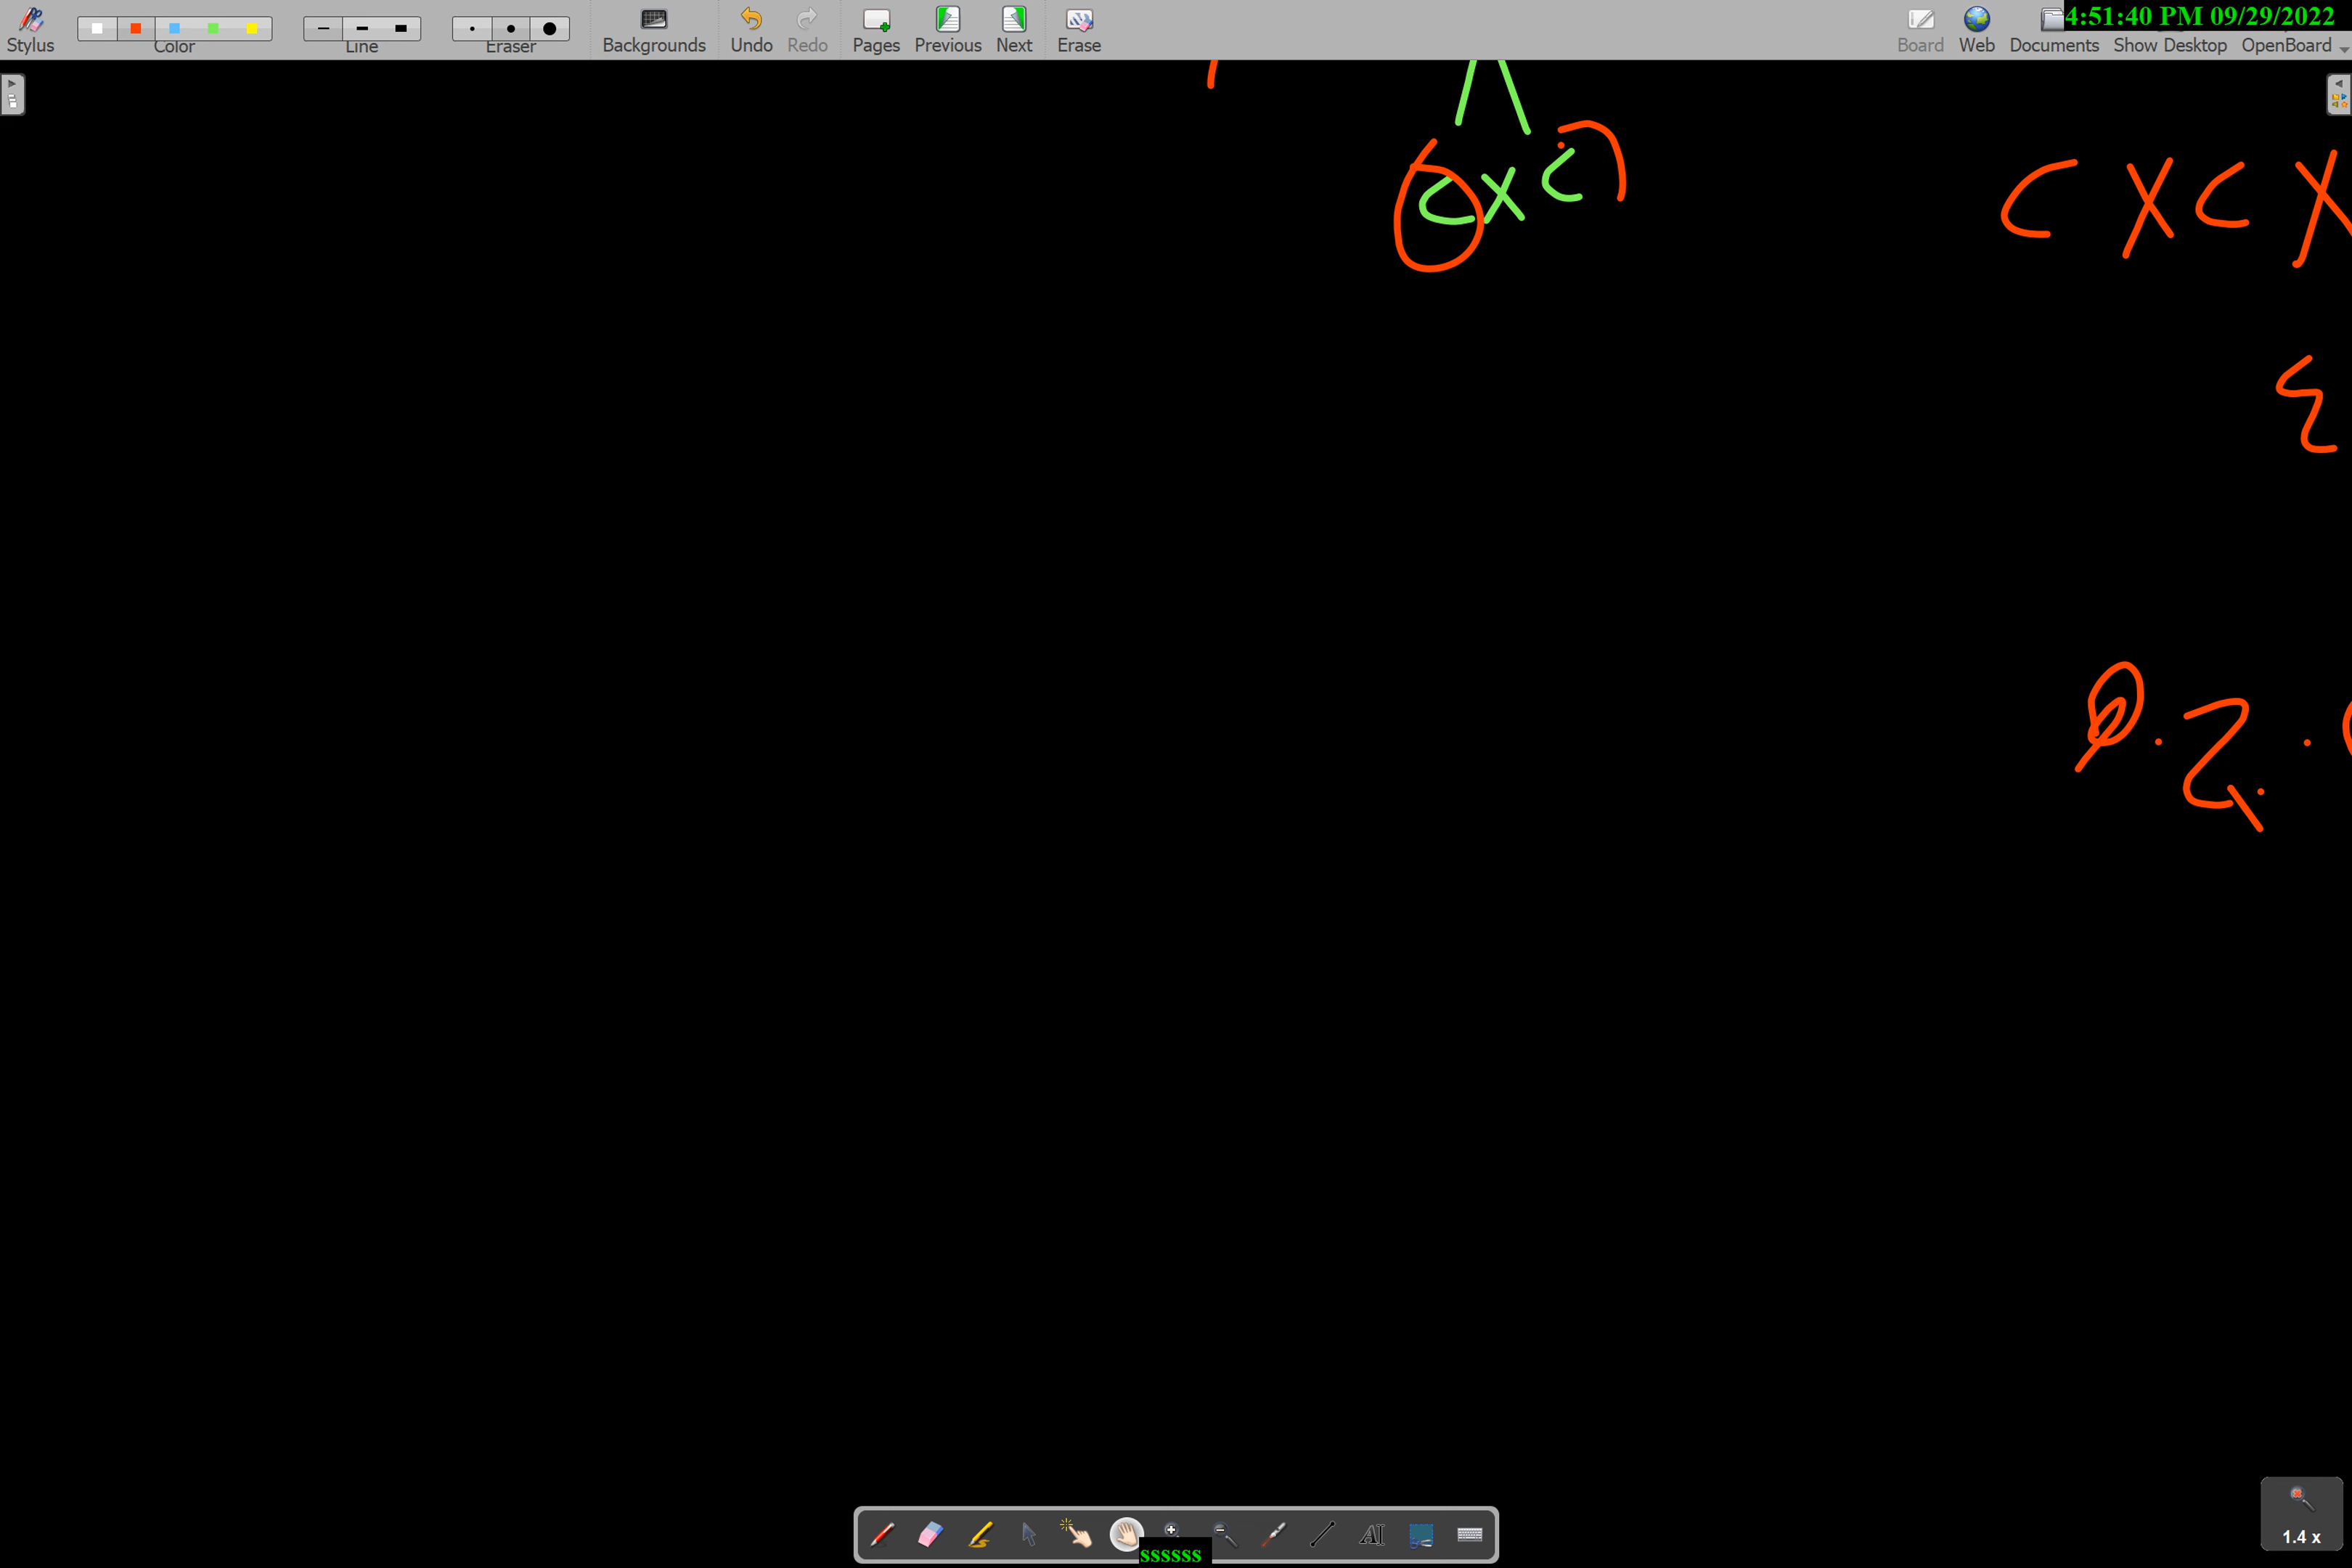 4:51:40 PM 09/29/2022
Stylus Color Line Eraser Backgrounds Undo Redo Pages Previous Next Erase Board Web Documents Show Desktop OpenBoard
c x c
C X C X
ssssss
1.4 x